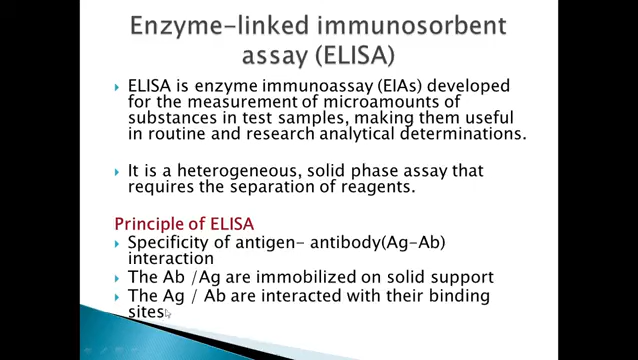 Enzyme-linked immunosorbent
assay (ELISA)
ELISA is enzyme immunoassay (EIAs) developed
for the measurement of microamounts of
substances in test samples, making them useful
in routine and research analytical determinations.
It is a heterogeneous, solid phase assay that
requires the separation of reagents.
Principle of ELISA
Specificity of antigen- antibody(Ag-Ab)
interaction
The Ab /Ag are immobilized on solid support
The Ag / Ab are interacted with their binding
sites